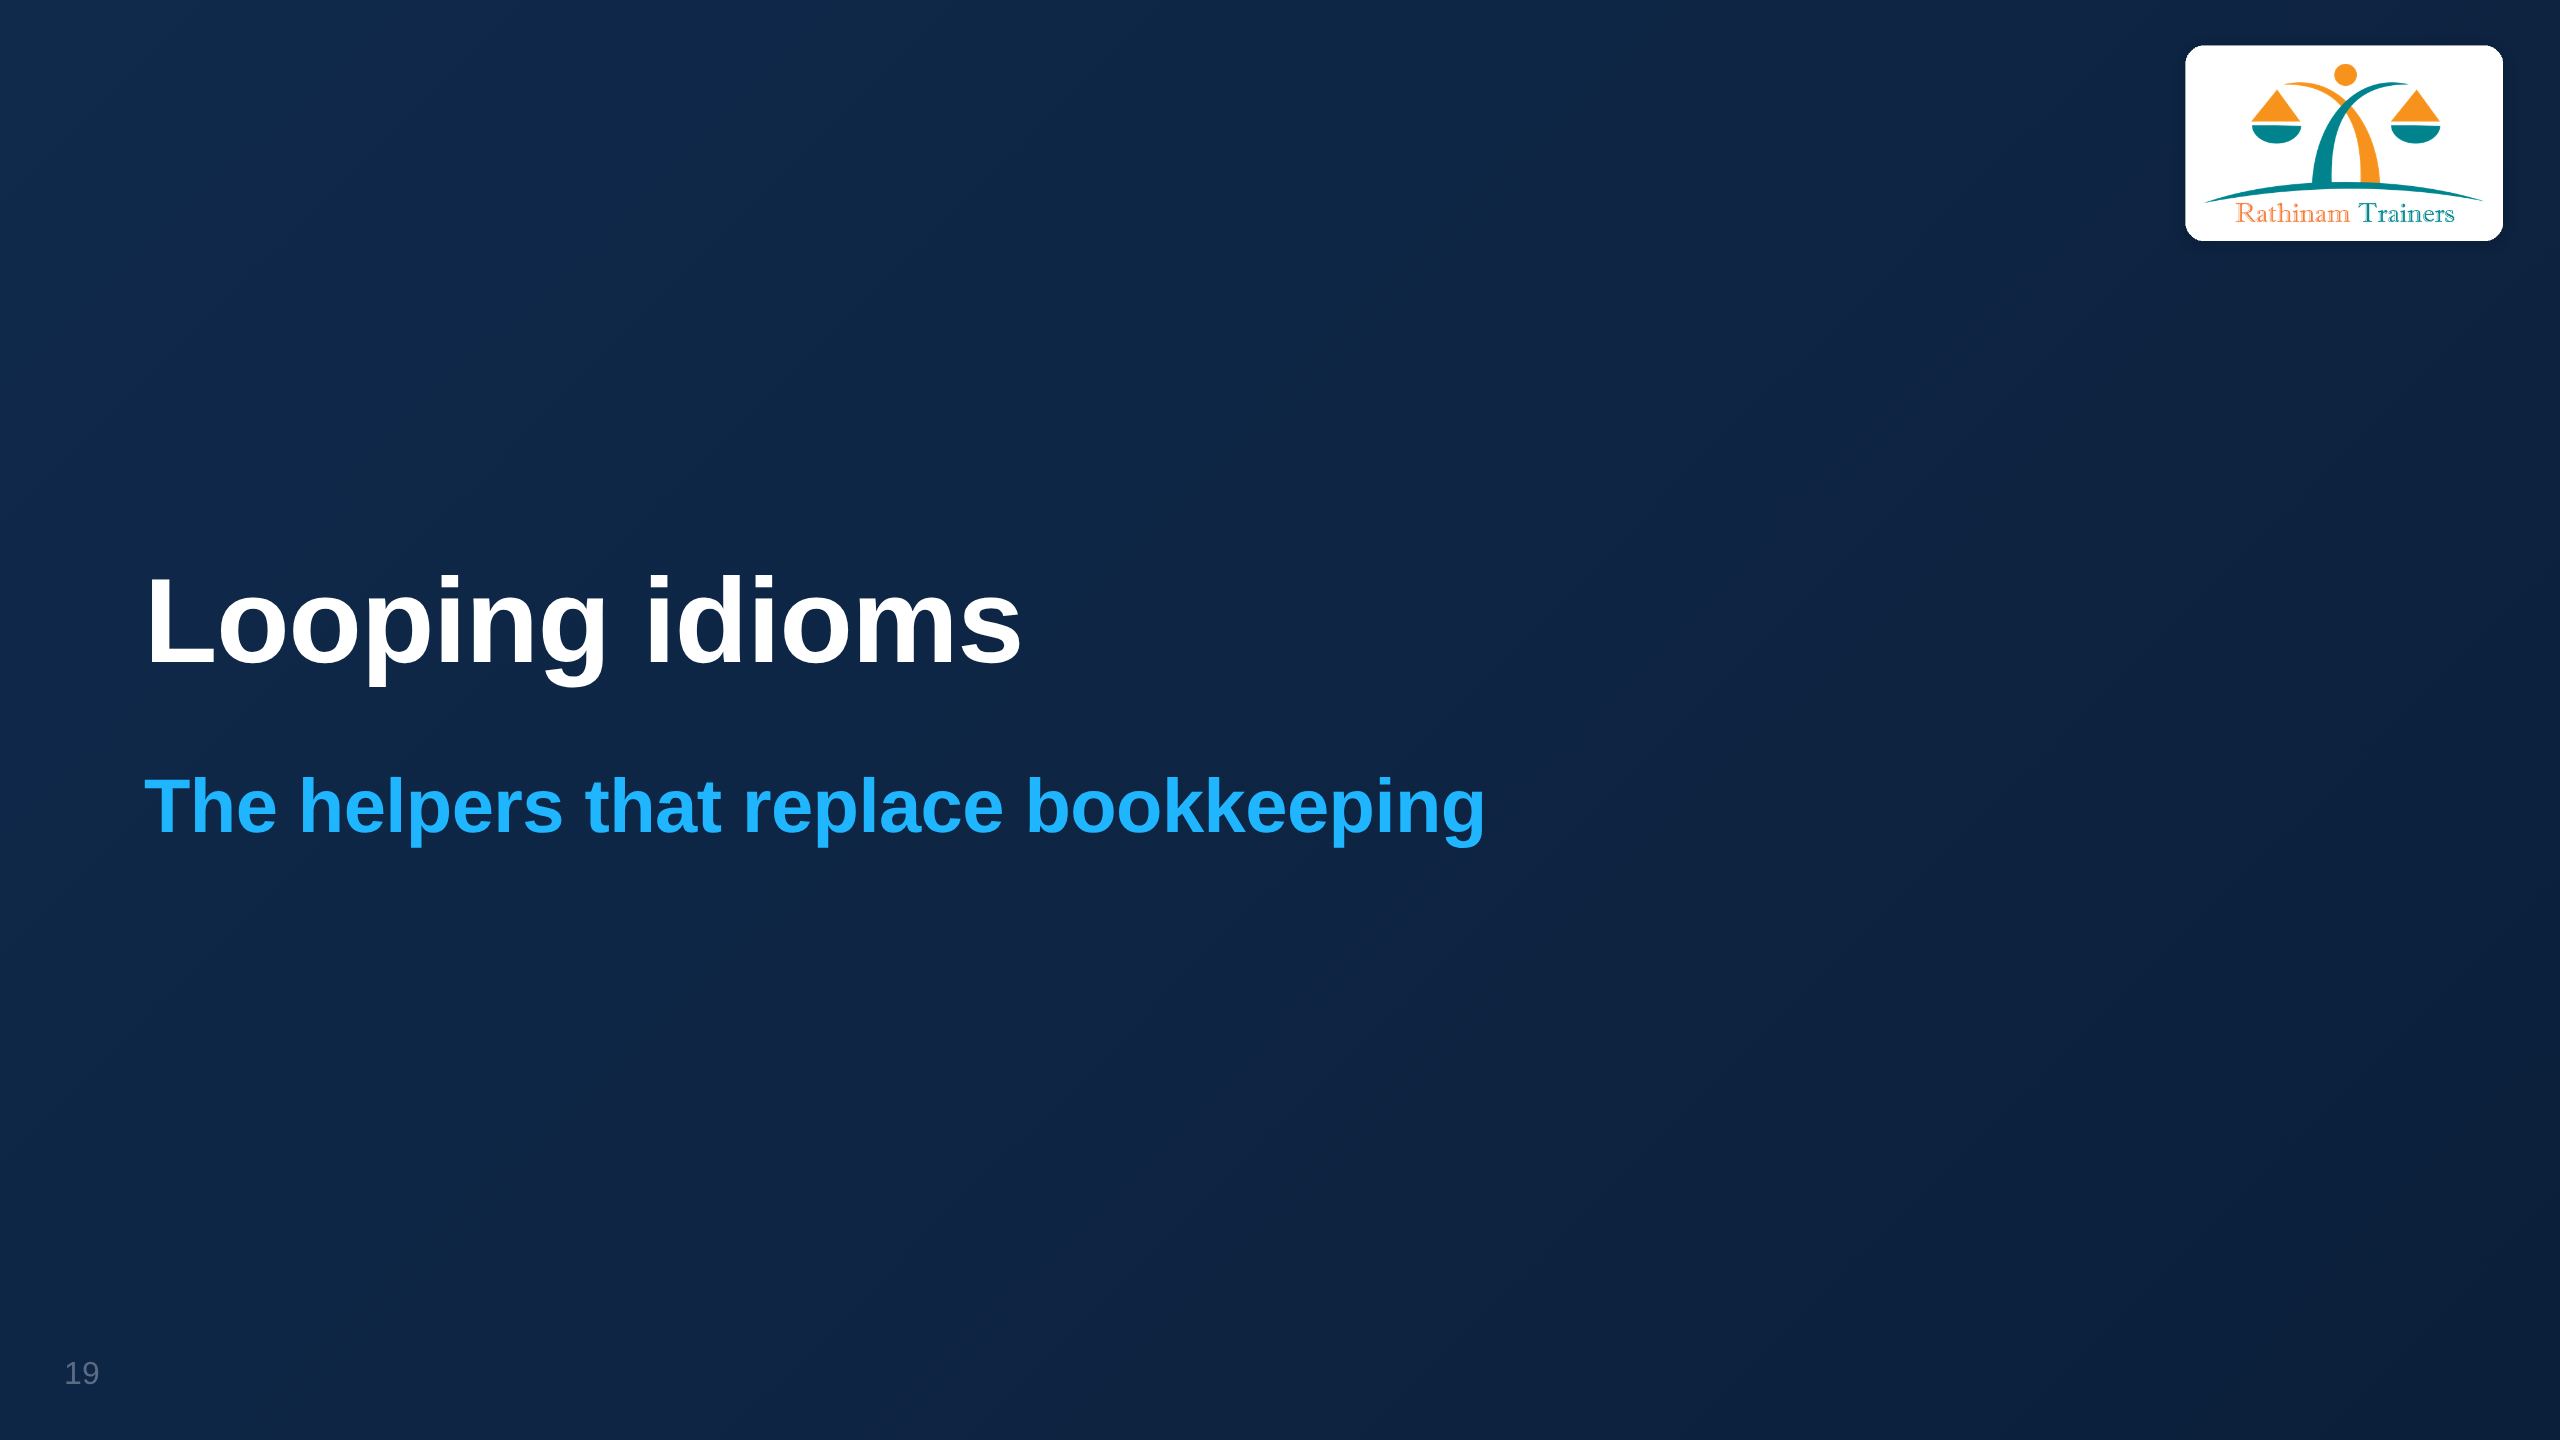 Rathinam Trainers
Looping idioms
The helpers that replace bookkeeping
19